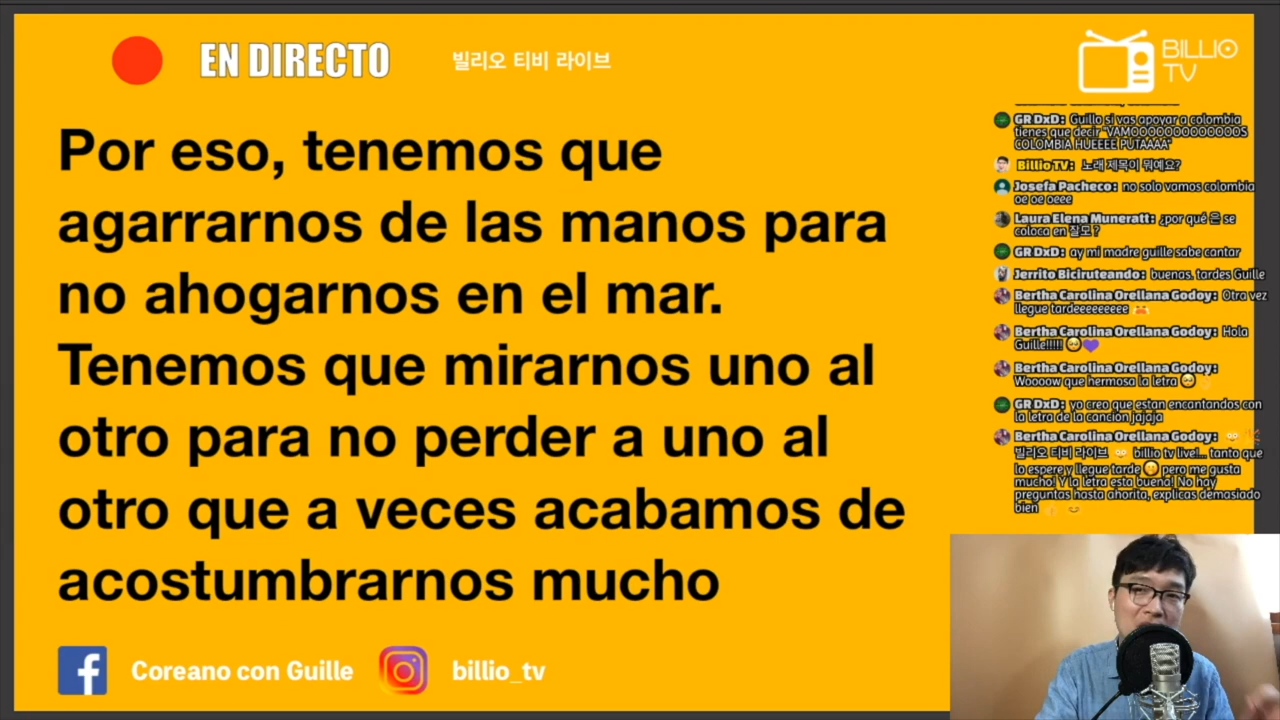 EN DIRECTO
빌리오 티비 라이브
BILLIO
TV
Por eso, tenemos que
agarrarnos de las manos para
no ahogarnos en el mar.
Tenemos que mirarnos uno al
otro para no perder a uno al
otro que a veces acabamos de
acostumbrarnos mucho
GR DxD: Guillo si vas apoyar a colombia
tienes que decir "VAMOOOOOOOOOOOOS
COLOMBIA HUEEEE PUTAAAA"
Billio TV: 노래 제목이 뭐예요?
Josefa Pacheco: no solo vamos colombia
oe oe oeee
Laura Elena Muneratt: ¿por qué 은 se
coloca en 잘모 ?
GR DxD: ay mi madre guille sabe cantar
Jerrito Biciruteando: buenas. tardes Guille
Bertha Carolina Orellana Godoy: Otra vez
llegue tardeeeeeeeee
Bertha Carolina Orellana Godoy: Hola
Guille!!!!! 🥺💜
Bertha Carolina Orellana Godoy:
Woooow que hermosa la letra 🥺
GR DxD: yo creo que estan encantandos con
la letra de la canción jajaja
Bertha Carolina Orellana Godoy:
빌리오 티비 라이브 billio tv live!... tanto que
lo espere y llegue tarde pero me gusta
mucho! Y la letra esta buena! No hay
preguntas hasta ahorita, explicas demasiado
bien
Coreano con Guille
billio_tv